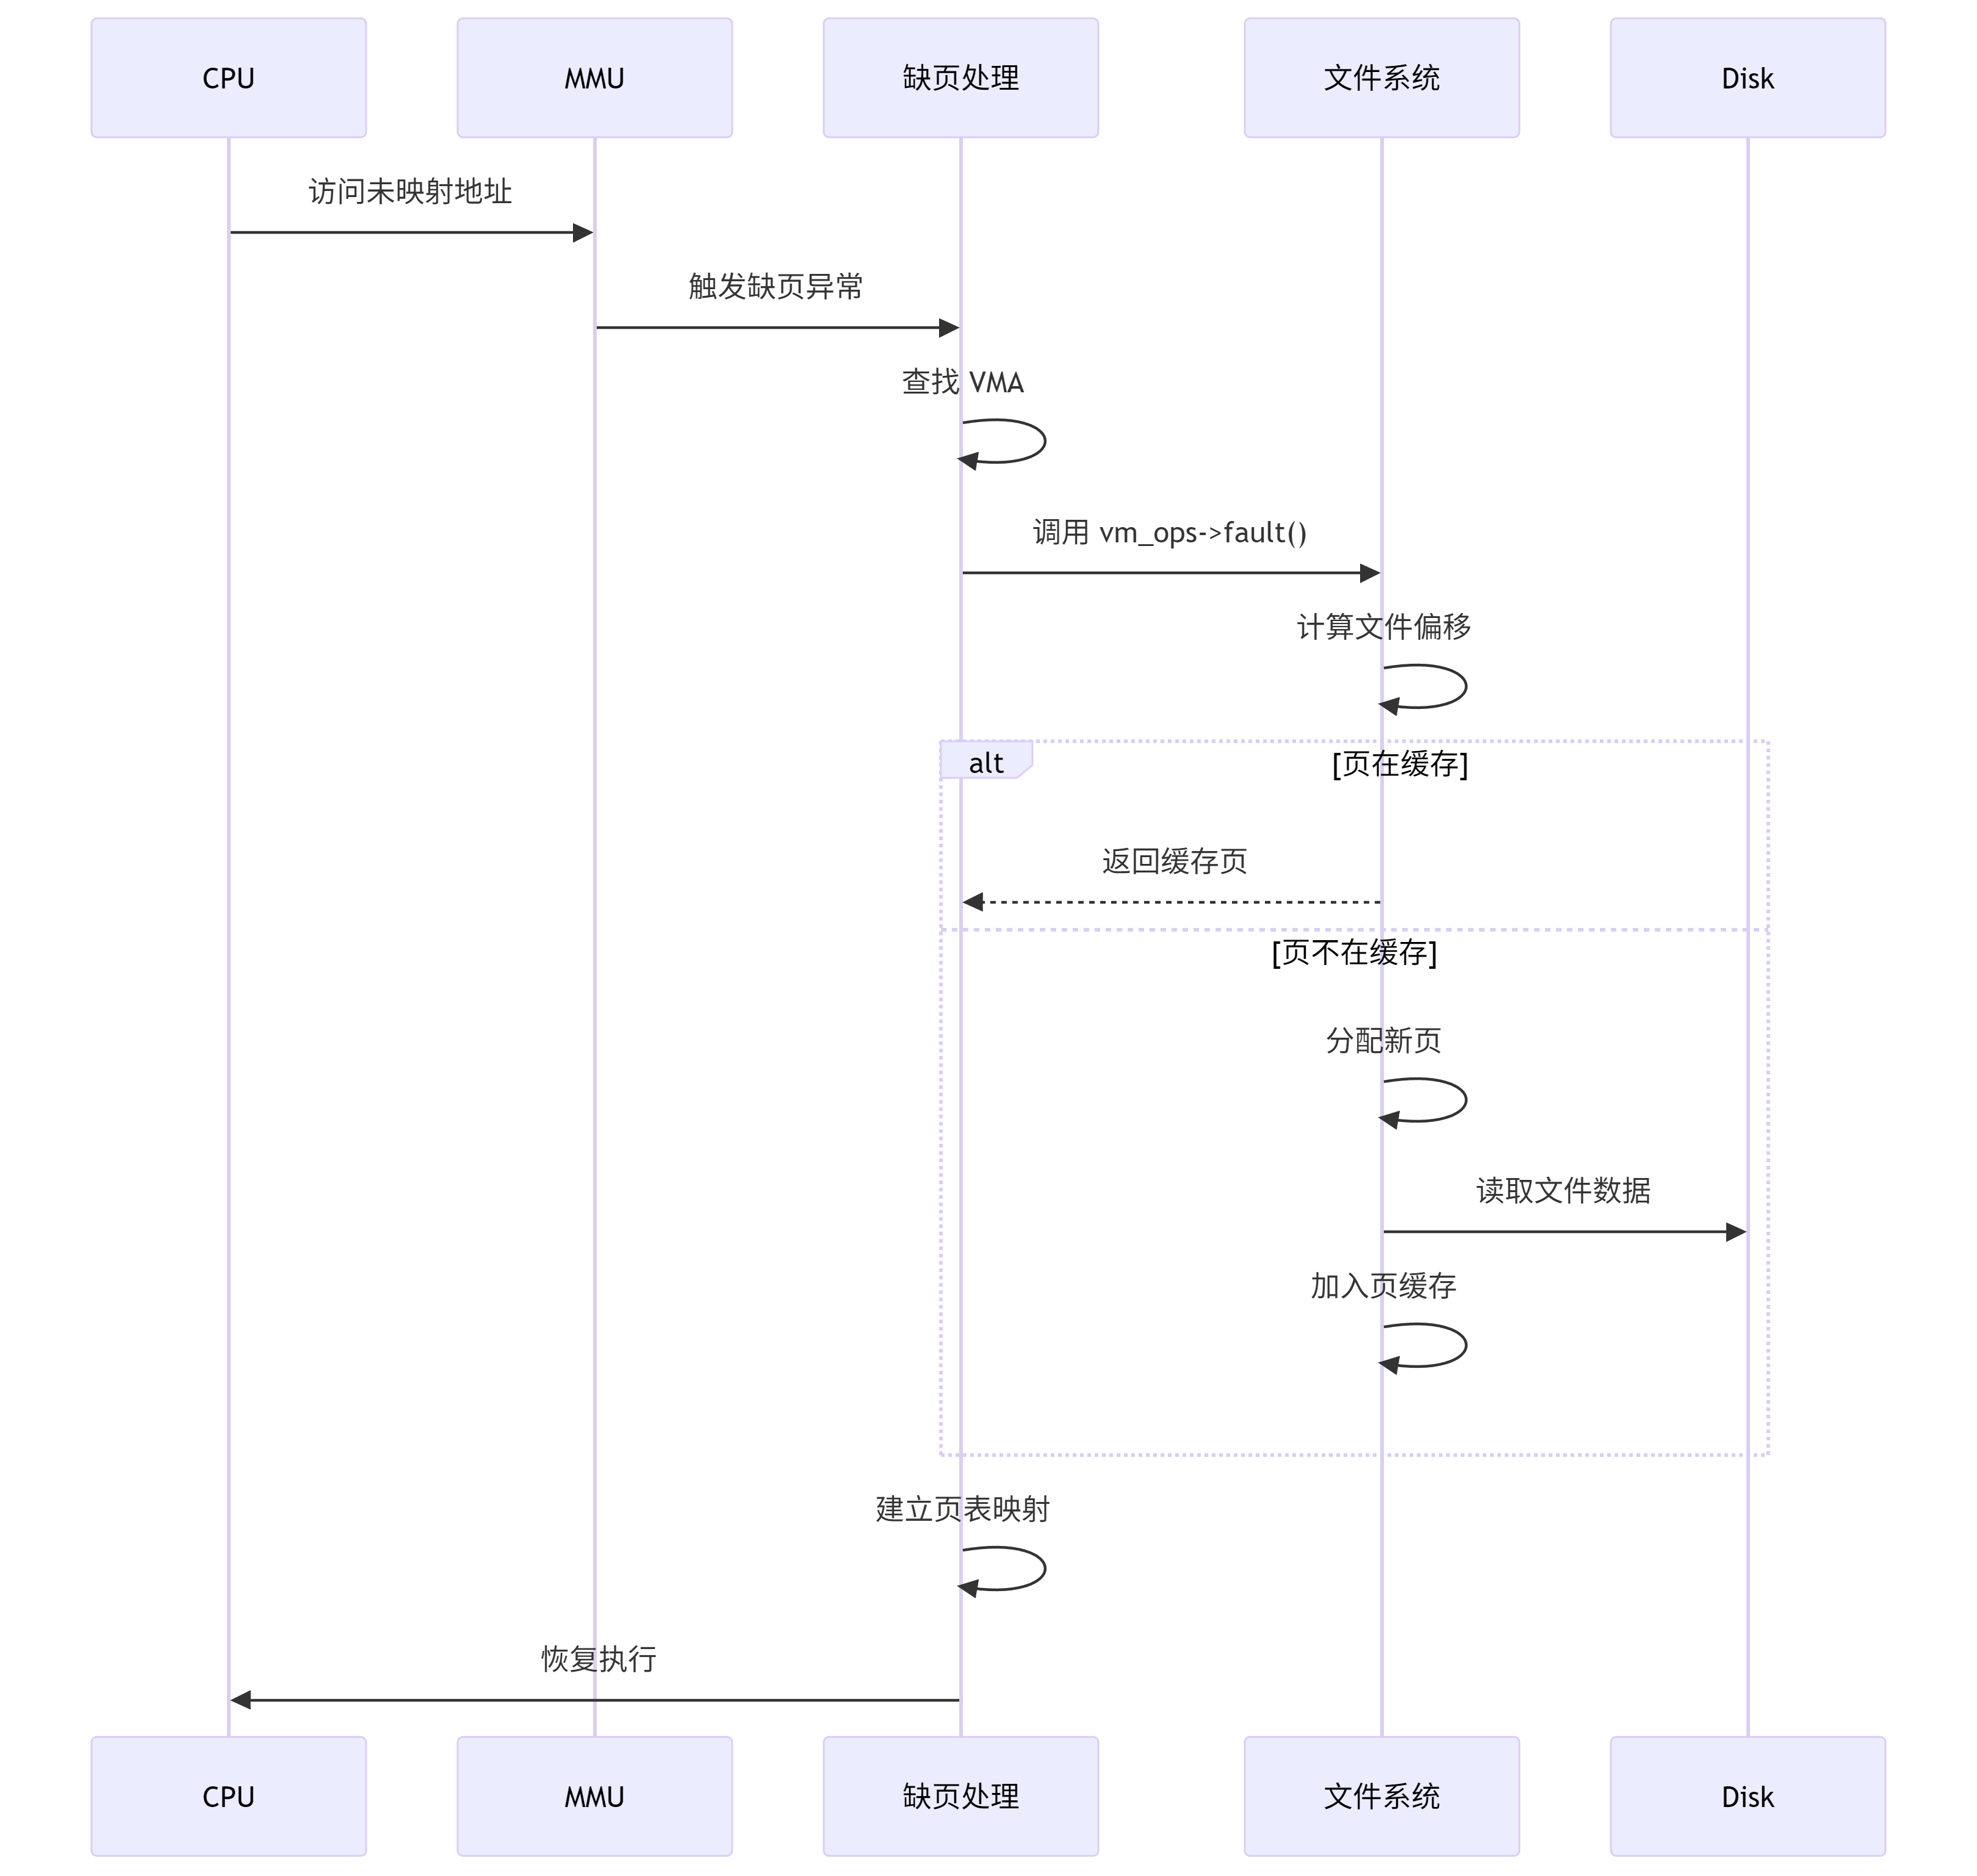 CPU
MMU
缺页处理
文件系统
Disk
访问未映射地址
触发缺页异常
查找 VMA
调用 vm_ops->fault()
计算文件偏移
alt
[页在缓存]
返回缓存页
[页不在缓存]
分配新页
读取文件数据
加入页缓存
建立页表映射
恢复执行
CPU
MMU
缺页处理
文件系统
Disk